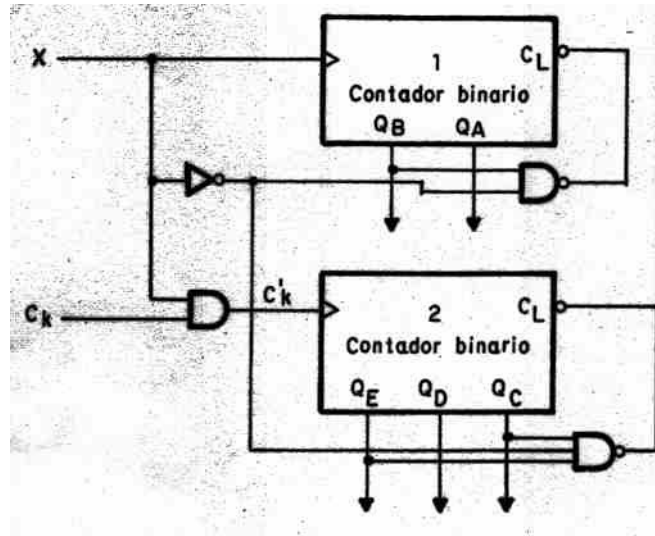 X
1
CL
Contador binario
QB QA
Ck
C'k
2
CL
Contador binario
QE QD QC